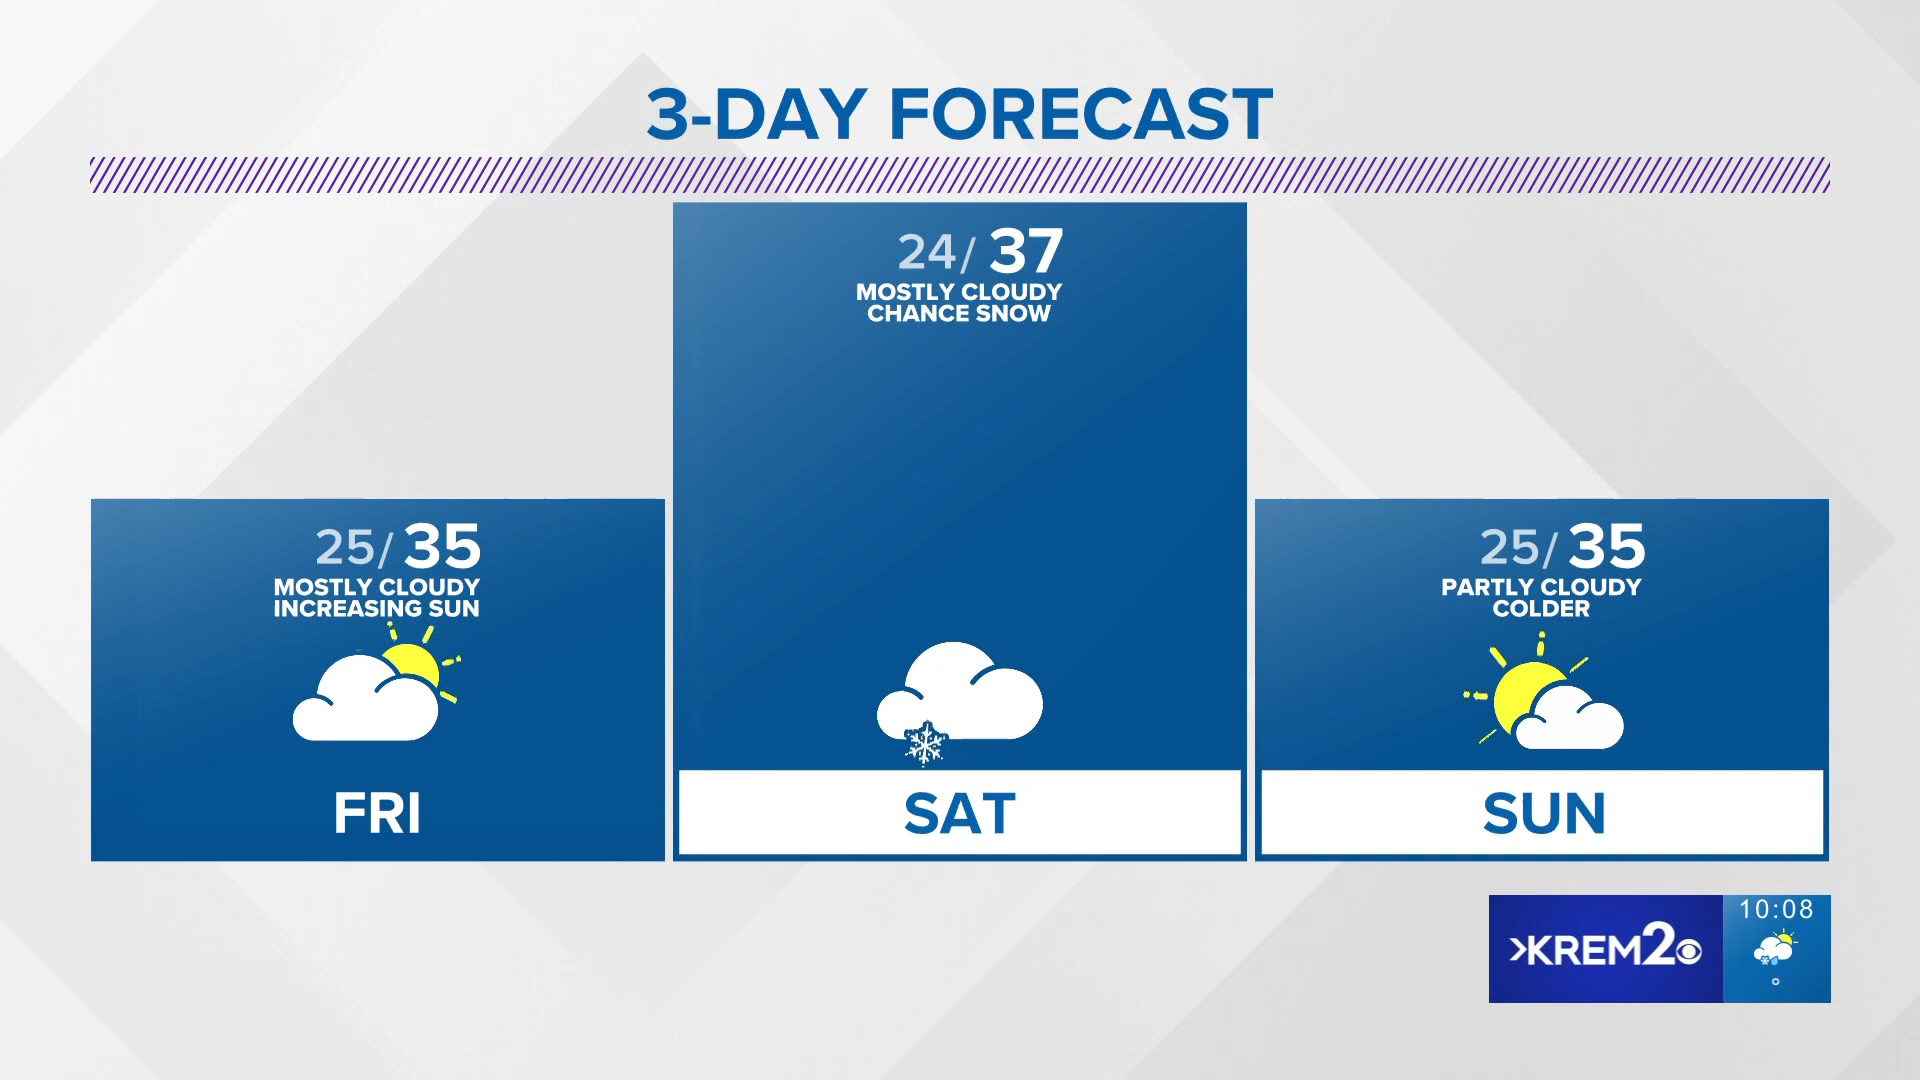 3-DAY FORECAST
24/ 37
MOSTLY CLOUDY
CHANCE SNOW
25/ 35
MOSTLY CLOUDY
INCREASING SUN
25/ 35
PARTLY CLOUDY
COLDER
FRI
SAT
SUN
10:08
KREM2
°